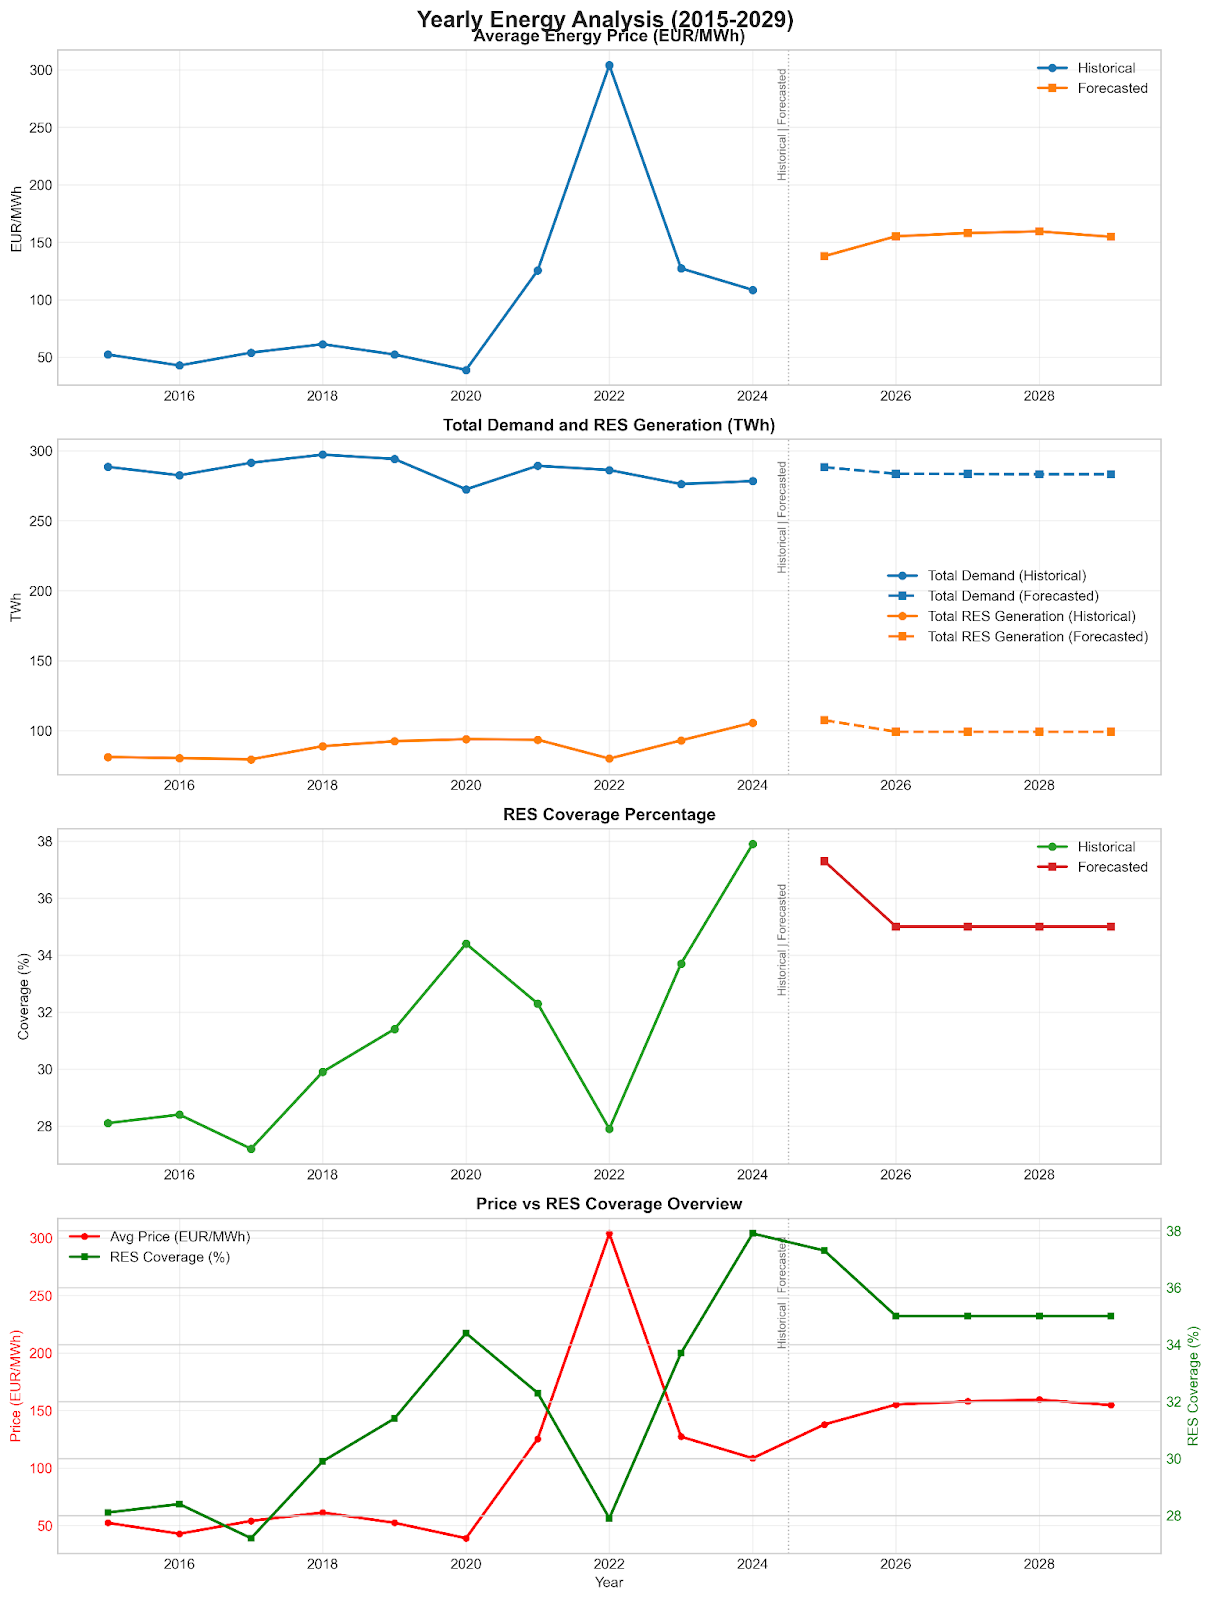 Yearly Energy Analysis (2015-2029)
Average Energy Price (EUR/MWh)
300
250
200
150
100
50
EUR/MWh
Historical
Forecasted
Historical | Forecasted
2016
2018
2020
2022
2024
2026
2028
Total Demand and RES Generation (TWh)
300
250
200
150
100
TWh
Historical | Forecasted
Total Demand (Historical)
Total Demand (Forecasted)
Total RES Generation (Historical)
Total RES Generation (Forecasted)
2016
2018
2020
2022
2024
2026
2028
RES Coverage Percentage
38
36
34
32
30
28
Coverage (%)
Historical
Forecasted
Historical | Forecasted
2016
2018
2020
2022
2024
2026
2028
Price vs RES Coverage Overview
300
250
200
150
100
50
Price (EUR/MWh)
Avg Price (EUR/MWh)
RES Coverage (%)
Historical | Forecasted
38
36
34
32
30
28
RES Coverage (%)
2016
2018
2020
2022
2024
2026
2028
Year